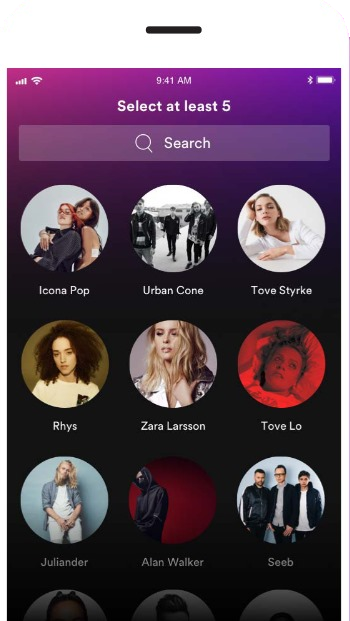 9:41 AM
Select at least 5
Search
Icona Pop
Urban Cone
Tove Styrke
Rhys
Zara Larsson
Tove Lo
Juliander
Alan Walker
Seeb